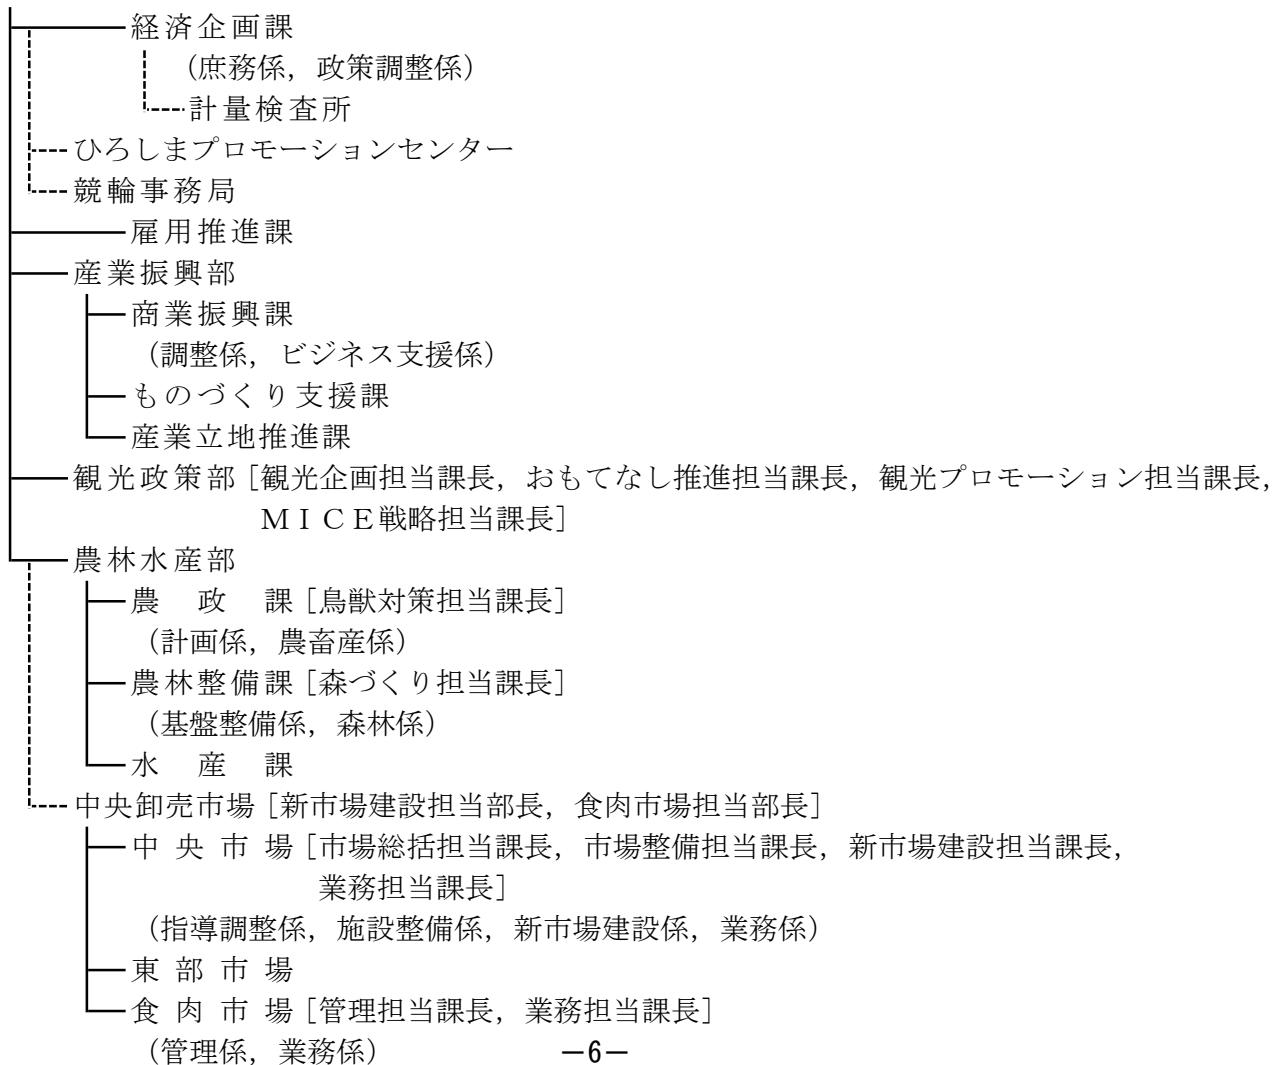 経済企画課
（庶務係，政策調整係）
計量検査所
ひろしまプロモーションセンター
競輪事務局
雇用推進課
産業振興部
商業振興課
（調整係，ビジネス支援係）
ものづくり支援課
産業立地推進課
観光政策部［観光企画担当課長，おもてなし推進担当課長，観光プロモーション担当課長，
ＭＩＣＥ戦略担当課長］
農林水産部
農　政　課［鳥獣対策担当課長］
（計画係，農畜産係）
農林整備課［森づくり担当課長］
（基盤整備係，森林係）
水　産　課
中央卸売市場［新市場建設担当部長，食肉市場担当部長］
中 央 市 場［市場総括担当課長，市場整備担当課長，新市場建設担当課長，
業務担当課長］
（指導調整係，施設整備係，新市場建設係，業務係）
東 部 市 場
食 肉 市 場［管理担当課長，業務担当課長］
（管理係，業務係）
－6－